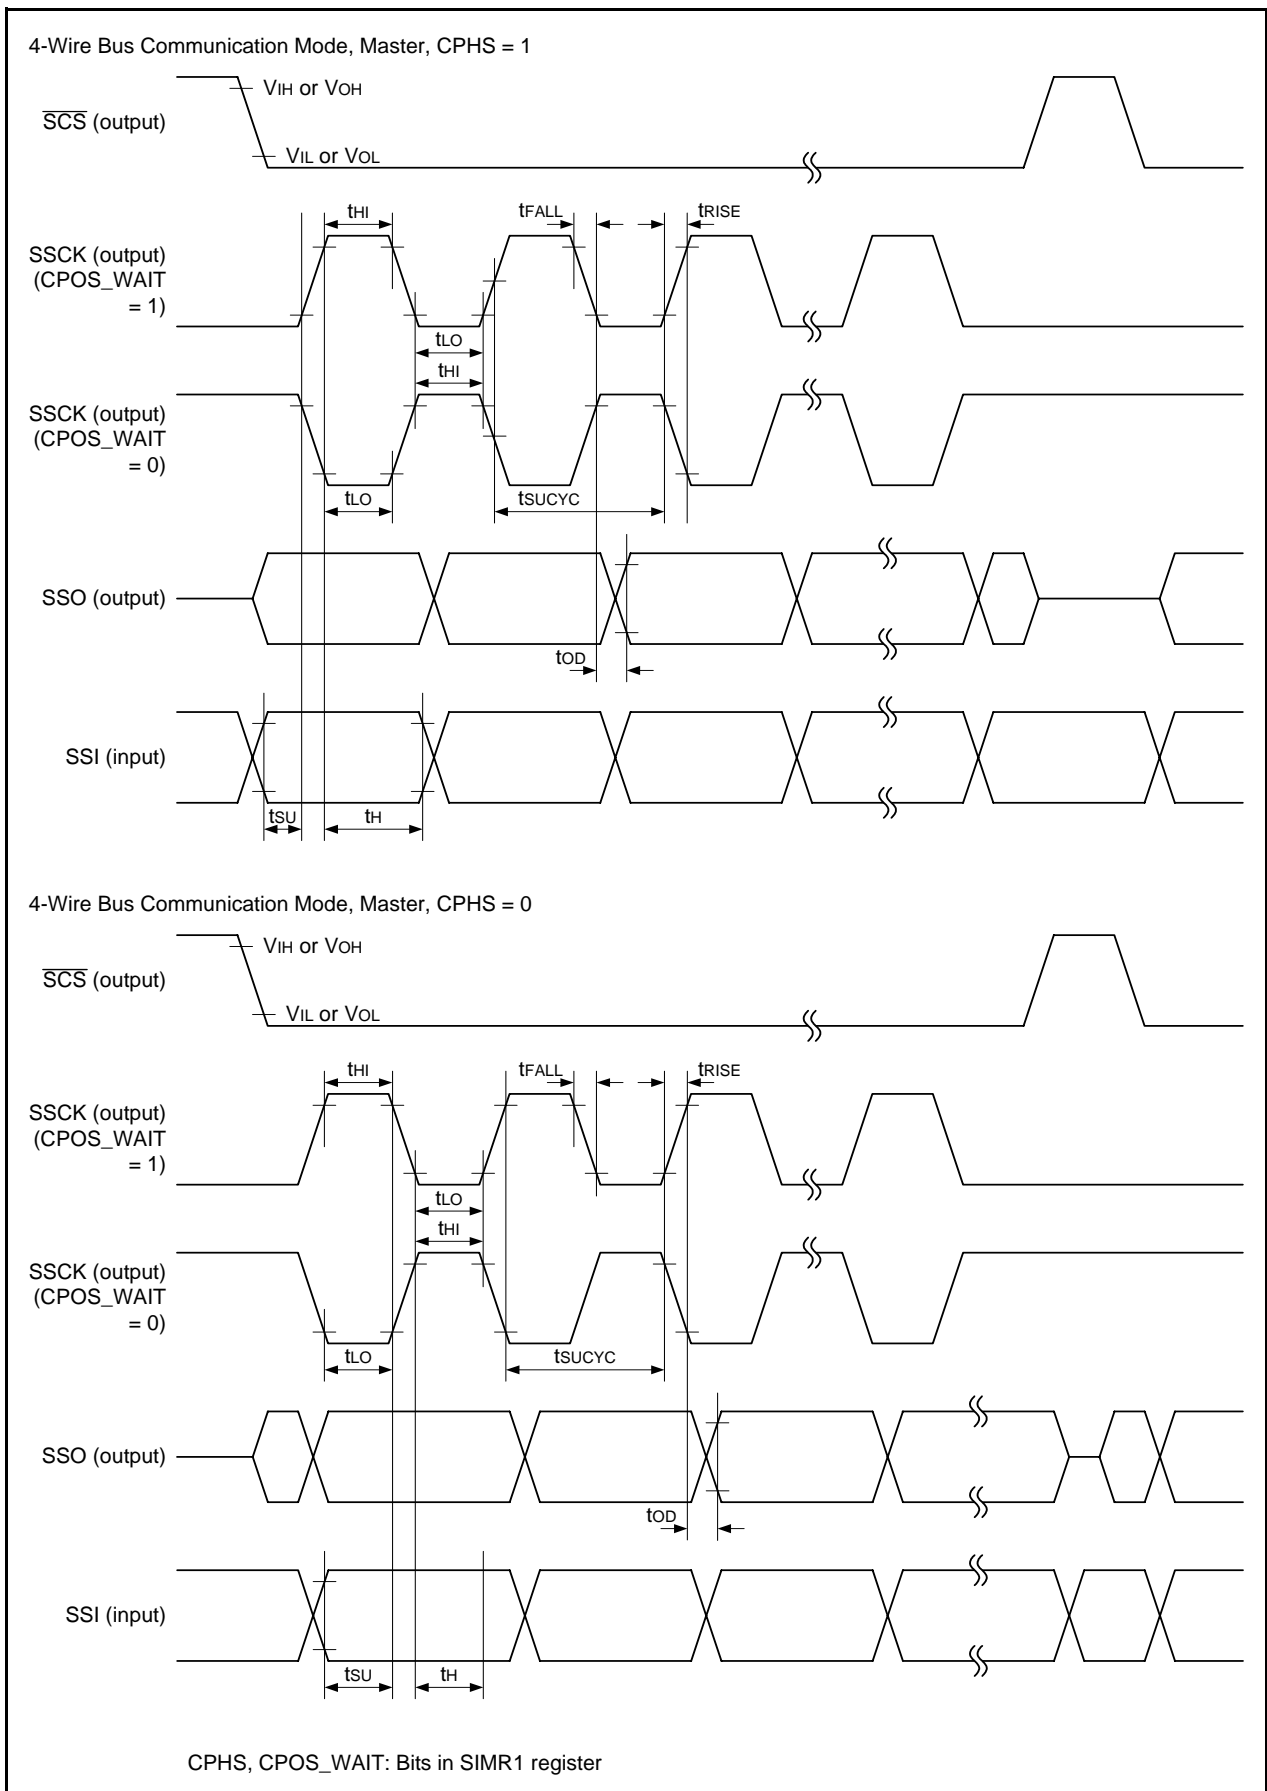 4-Wire Bus Communication Mode, Master, CPHS = 1
VIH or VOH
SCS (output)
VIL or VOL
tHI
tFALL
tRISE
SSCK (output)
(CPOS_WAIT
= 1)
tLO
tHI
SSCK (output)
(CPOS_WAIT
= 0)
tLO
tSUCYC
SSO (output)
tOD
SSI (input)
tSU
tH
4-Wire Bus Communication Mode, Master, CPHS = 0
VIH or VOH
SCS (output)
VIL or VOL
tHI
tFALL
tRISE
SSCK (output)
(CPOS_WAIT
= 1)
tLO
tHI
SSCK (output)
(CPOS_WAIT
= 0)
tLO
tSUCYC
SSO (output)
tOD
SSI (input)
tSU
tH
CPHS, CPOS_WAIT: Bits in SIMR1 register